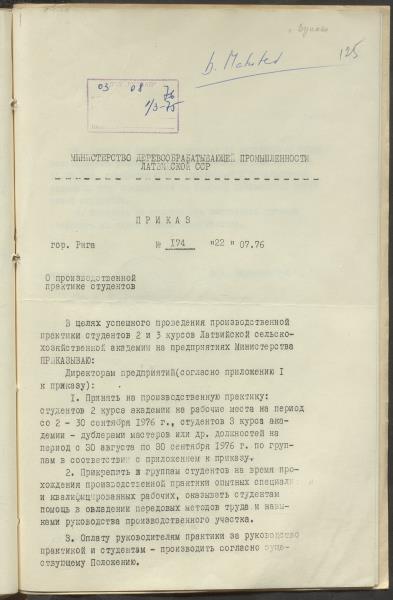 125
03 08 76
1/3-75
МИНИСТЕРСТВО ДЕРЕВООБРАБАТЫВАЮЩЕЙ ПРОМЫШЛЕННОСТИ
ЛАТВИЙСКОЙ ССР
П Р И К А З
гор. Рига № 174 "22" 07.76
О производственной
практике студентов
В целях успешного проведения производственной
практики студентов 2 и 3 курсов Латвийской сельско-
хозяйственной академии на предприятиях Министерства
ПРИКАЗЫВАЮ:
Директорам предприятий(согласно приложению I
к приказу):
I. Принять на производственную практику:
студентов 2 курса академии на рабочие места на период
со 2 - 30 сентября 1976 г., студентов 3 курса ака-
демии - дублерами мастеров или др. должностей на
период с 30 августа по 30 сентября 1976 г. по груп-
пам в соответствии с приложением к приказу.
2. Прикрепить к группам студентов на время про-
хождения производственной практики опытных специалис-
и квалифицированных рабочих, оказывать студентам
помощь в овладении передовых методов труда и навы-
ками руководства производственного участка.
3. Оплату руководителям практики за руководство
практикой и студентам - производить согласно суще-
ствующему Положению.